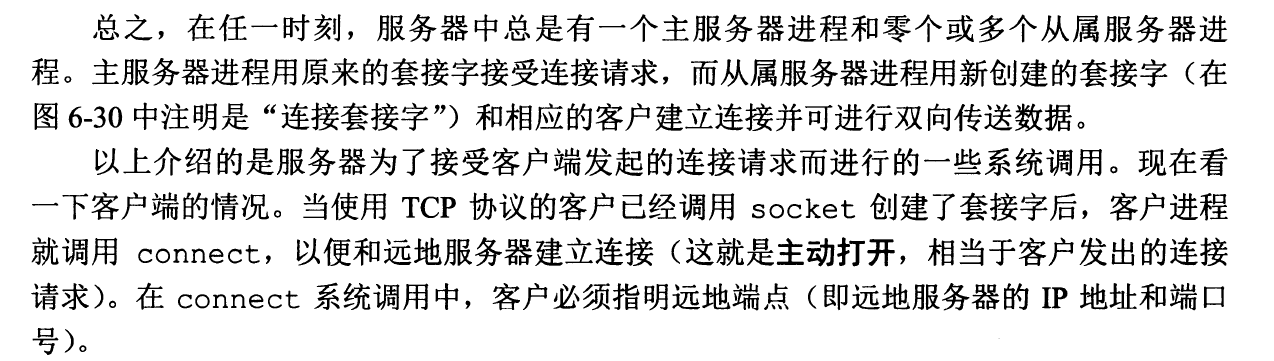 总之，在任一时刻，服务器中总是有一个主服务器进程和零个或多个从属服务器进
程。主服务器进程用原来的套接字接受连接请求，而从属服务器进程用新创建的套接字（在
图 6-30 中注明是“连接套接字”）和相应的客户建立连接并可进行双向传送数据。
以上介绍的是服务器为了接受客户端发起的连接请求而进行的一些系统调用。现在看
一下客户端的情况。当使用 TCP 协议的客户已经调用 socket 创建了套接字后，客户进程
就调用 connect，以便和远地服务器建立连接（这就是主动打开，相当于客户发出的连接
请求）。在 connect 系统调用中，客户必须指明远地端点（即远地服务器的 IP 地址和端口
号）。